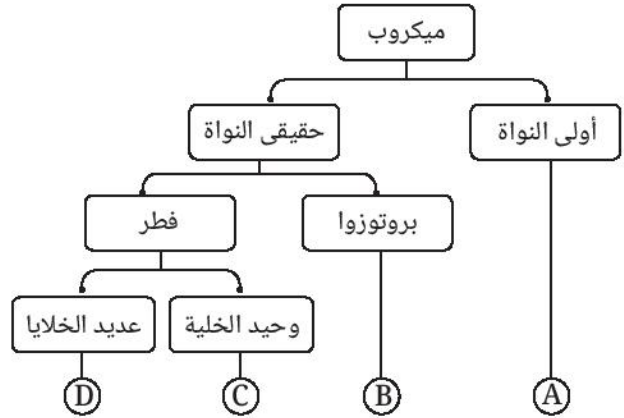 ميكروب
أولى النواة
حقيقى النواة
بروتوزوا
فطر
وحيد الخلية
عديد الخلايا
A
B
C
D